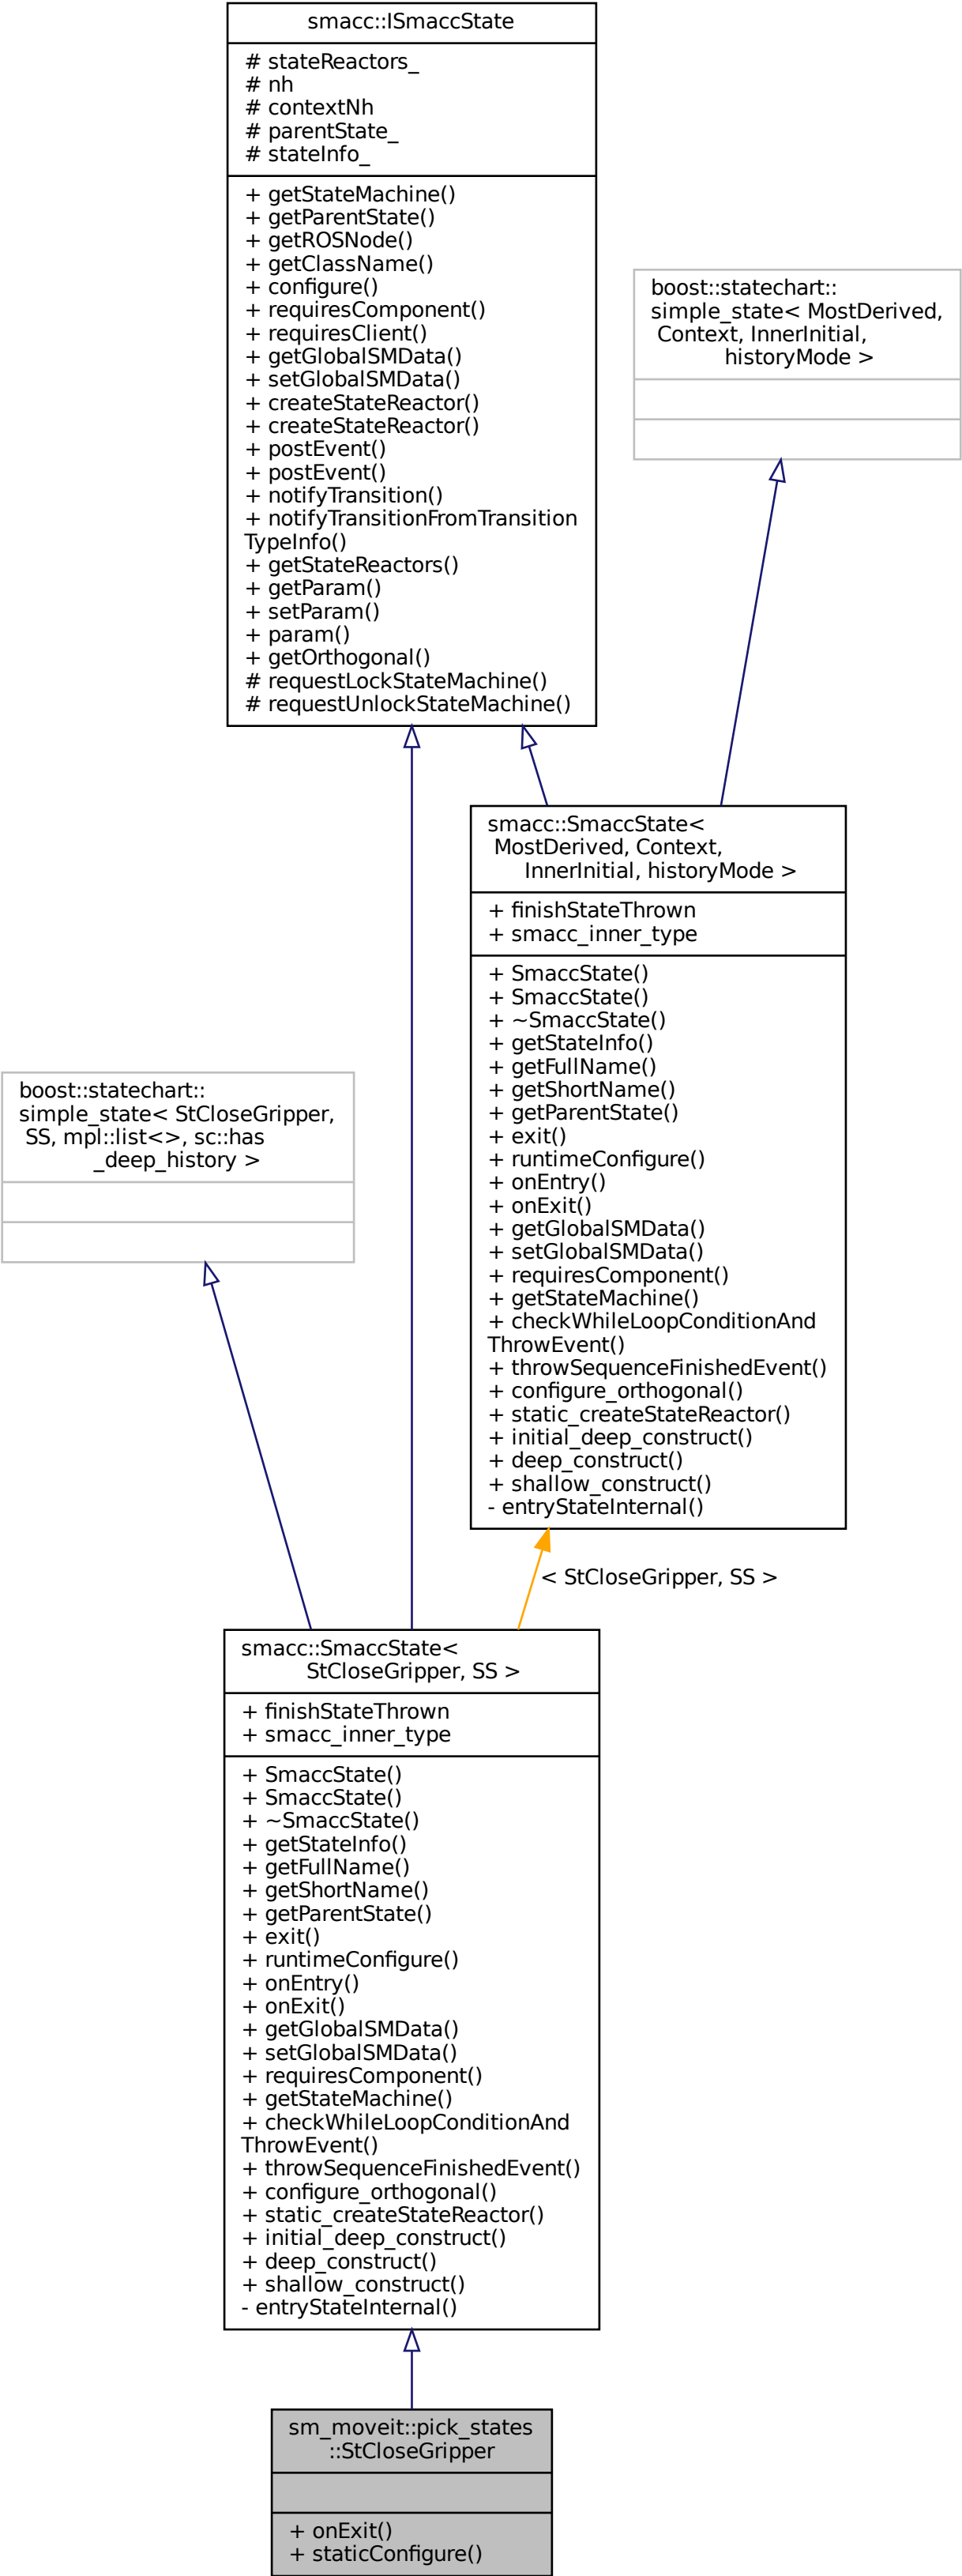 smacc::ISmaccState
# stateReactors_
# nh
# contextNh
# parentState_
# stateInfo_
+ getStateMachine()
+ getParentState()
+ getROSNode()
+ getClassName()
+ configure()
+ requiresComponent()
+ requiresClient()
+ getGlobalSMData()
+ setGlobalSMData()
+ createStateReactor()
+ createStateReactor()
+ postEvent()
+ postEvent()
+ notifyTransition()
+ notifyTransitionFromTransition
TypeInfo()
+ getStateReactors()
+ getParam()
+ setParam()
+ param()
+ getOrthogonal()
# requestLockStateMachine()
# requestUnlockStateMachine()
boost::statechart::
simple_state< MostDerived,
Context, InnerInitial,
historyMode >
smacc::SmaccState<
MostDerived, Context,
InnerInitial, historyMode >
+ finishStateThrown
+ smacc_inner_type
+ SmaccState()
+ SmaccState()
+ ~SmaccState()
+ getStateInfo()
+ getFullName()
+ getShortName()
+ getParentState()
+ exit()
+ runtimeConfigure()
+ onEntry()
+ onExit()
+ getGlobalSMData()
+ setGlobalSMData()
+ requiresComponent()
+ getStateMachine()
+ checkWhileLoopConditionAnd
ThrowEvent()
+ throwSequenceFinishedEvent()
+ configure_orthogonal()
+ static_createStateReactor()
+ initial_deep_construct()
+ deep_construct()
+ shallow_construct()
- entryStateInternal()
boost::statechart::
simple_state< StCloseGripper,
SS, mpl::list<>, sc::has
_deep_history >
< StCloseGripper, SS >
smacc::SmaccState<
StCloseGripper, SS >
+ finishStateThrown
+ smacc_inner_type
+ SmaccState()
+ SmaccState()
+ ~SmaccState()
+ getStateInfo()
+ getFullName()
+ getShortName()
+ getParentState()
+ exit()
+ runtimeConfigure()
+ onEntry()
+ onExit()
+ getGlobalSMData()
+ setGlobalSMData()
+ requiresComponent()
+ getStateMachine()
+ checkWhileLoopConditionAnd
ThrowEvent()
+ throwSequenceFinishedEvent()
+ configure_orthogonal()
+ static_createStateReactor()
+ initial_deep_construct()
+ deep_construct()
+ shallow_construct()
- entryStateInternal()
sm_moveit::pick_states
::StCloseGripper
+ onExit()
+ staticConfigure()